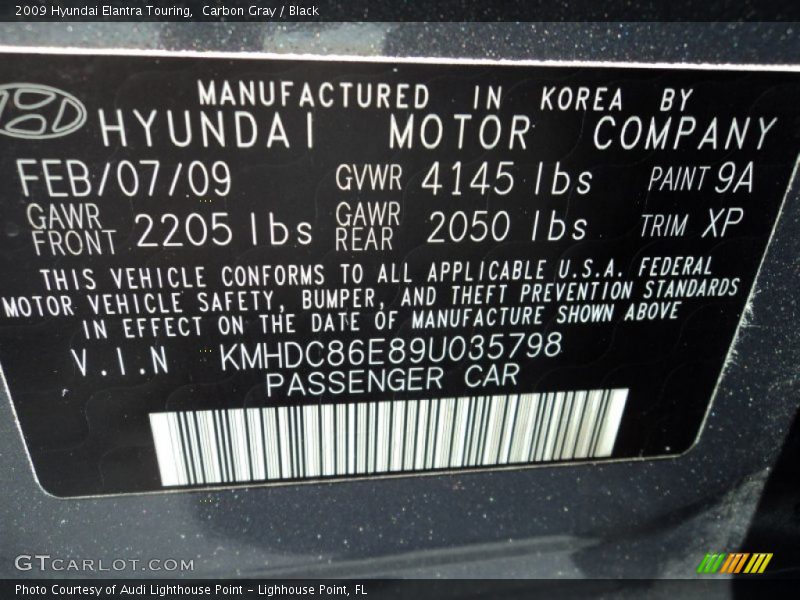 2009 Hyundai Elantra Touring,  Carbon Gray / Black
MANUFACTURED IN KOREA BY
HYUNDAI MOTOR COMPANY
FEB/07/09 GVWR 4145 lbs PAINT 9A
GAWR FRONT 2205 lbs GAWR REAR 2050 lbs TRIM XP
THIS VEHICLE CONFORMS TO ALL APPLICABLE U.S.A. FEDERAL
MOTOR VEHICLE SAFETY, BUMPER, AND THEFT PREVENTION STANDARDS
IN EFFECT ON THE DATE OF MANUFACTURE SHOWN ABOVE
V.I.N KMHDC86E89U035798
PASSENGER CAR
GTCARLOT.COM
Photo Courtesy of Audi Lighthouse Point - Lighhouse Point, FL